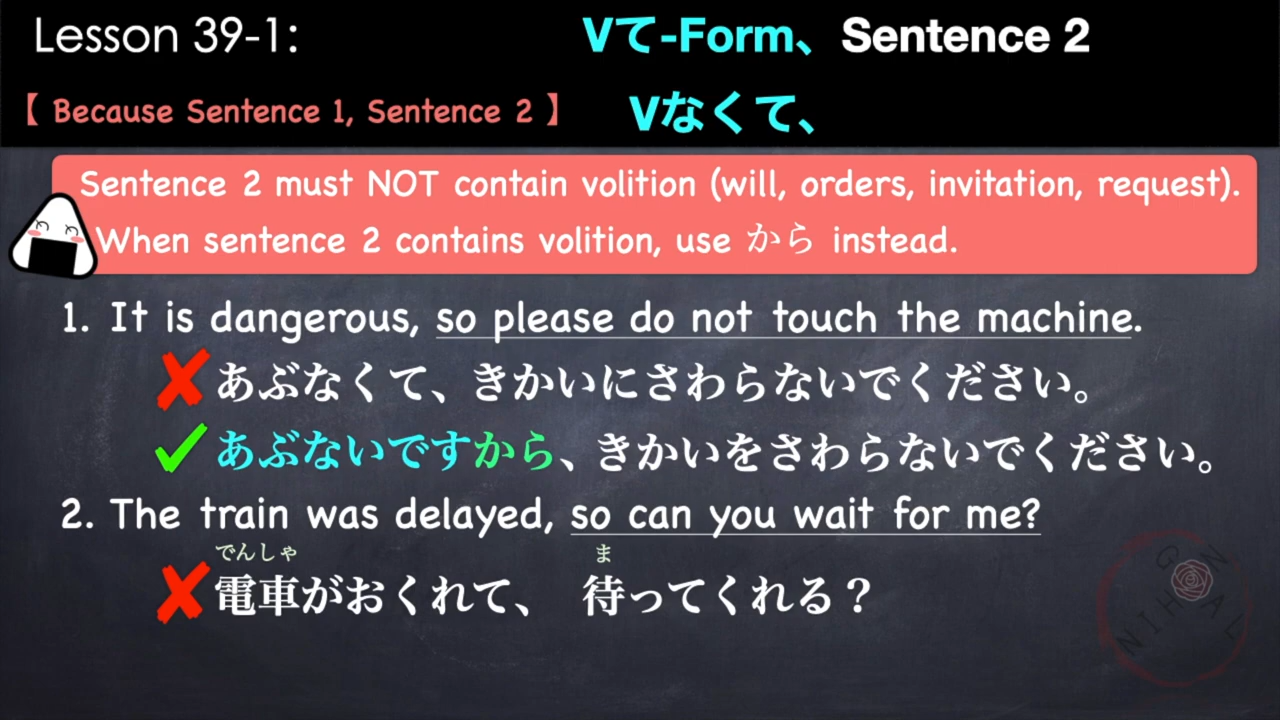 Lesson 39-1:
Vて-Form、Sentence 2
【 Because Sentence 1, Sentence 2 】
Vなくて、
Sentence 2 must NOT contain volition (will, orders, invitation, request).
When sentence 2 contains volition, use から instead.
1. It is dangerous, so please do not touch the machine.
あぶなくて、きかいにさわらないでください。
あぶないですから、きかいをさわらないでください。
2. The train was delayed, so can you wait for me?
でんしゃ ま
電車がおくれて、 待ってくれる？
NIHONGOAL